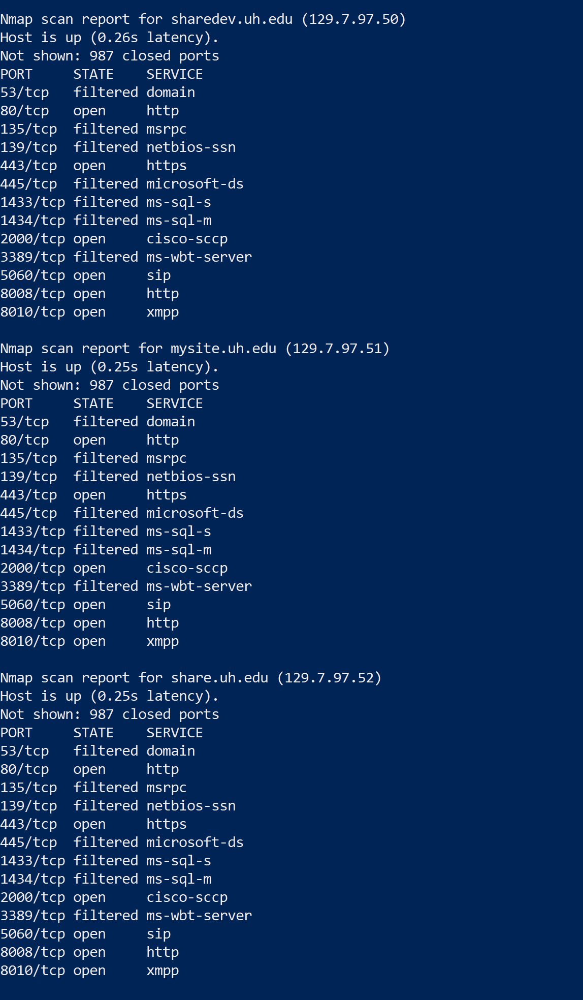 Nmap scan report for sharedev.uh.edu (129.7.97.50)
Host is up (0.26s latency).
Not shown: 987 closed ports
PORT     STATE    SERVICE
53/tcp   filtered domain
80/tcp   open     http
135/tcp  filtered msrpc
139/tcp  filtered netbios-ssn
443/tcp  open     https
445/tcp  filtered microsoft-ds
1433/tcp filtered ms-sql-s
1434/tcp filtered ms-sql-m
2000/tcp open     cisco-sccp
3389/tcp filtered ms-wbt-server
5060/tcp open     sip
8008/tcp open     http
8010/tcp open     xmpp

Nmap scan report for mysite.uh.edu (129.7.97.51)
Host is up (0.25s latency).
Not shown: 987 closed ports
PORT     STATE    SERVICE
53/tcp   filtered domain
80/tcp   open     http
135/tcp  filtered msrpc
139/tcp  filtered netbios-ssn
443/tcp  open     https
445/tcp  filtered microsoft-ds
1433/tcp filtered ms-sql-s
1434/tcp filtered ms-sql-m
2000/tcp open     cisco-sccp
3389/tcp filtered ms-wbt-server
5060/tcp open     sip
8008/tcp open     http
8010/tcp open     xmpp

Nmap scan report for share.uh.edu (129.7.97.52)
Host is up (0.25s latency).
Not shown: 987 closed ports
PORT     STATE    SERVICE
53/tcp   filtered domain
80/tcp   open     http
135/tcp  filtered msrpc
139/tcp  filtered netbios-ssn
443/tcp  open     https
445/tcp  filtered microsoft-ds
1433/tcp filtered ms-sql-s
1434/tcp filtered ms-sql-m
2000/tcp open     cisco-sccp
3389/tcp filtered ms-wbt-server
5060/tcp open     sip
8008/tcp open     http
8010/tcp open     xmpp